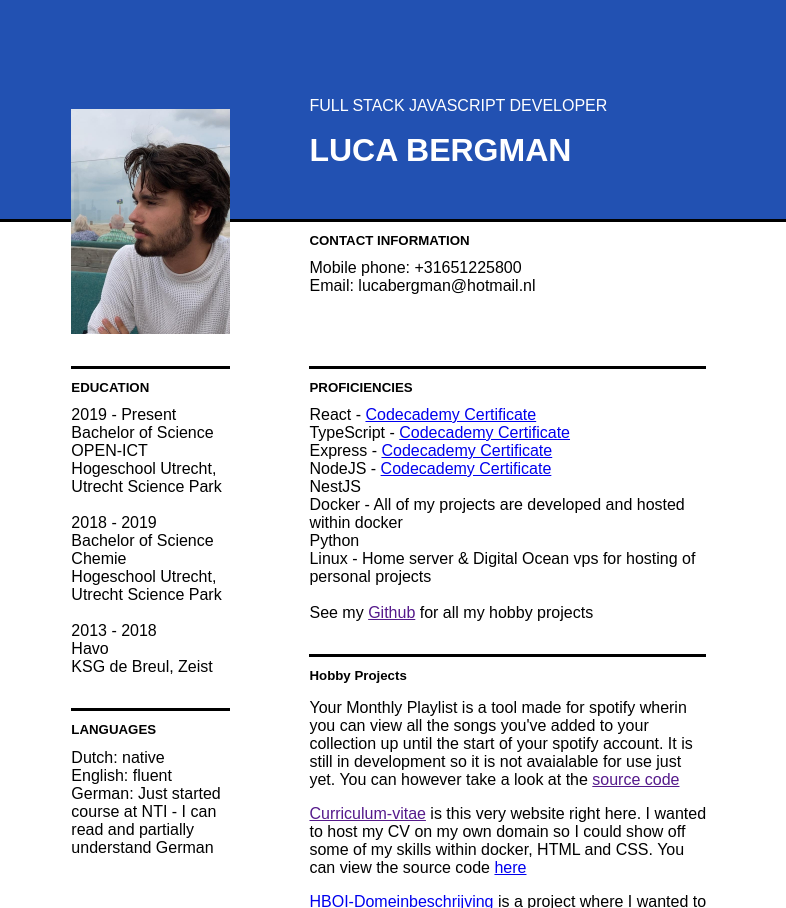 FULL STACK JAVASCRIPT DEVELOPER
LUCA BERGMAN
CONTACT INFORMATION
Mobile phone: +31651225800
Email: lucabergman@hotmail.nl
EDUCATION
2019 - Present
Bachelor of Science
OPEN-ICT
Hogeschool Utrecht,
Utrecht Science Park
2018 - 2019
Bachelor of Science
Chemie
Hogeschool Utrecht,
Utrecht Science Park
2013 - 2018
Havo
KSG de Breul, Zeist
LANGUAGES
Dutch: native
English: fluent
German: Just started
course at NTI - I can
read and partially
understand German
PROFICIENCIES
React - Codecademy Certificate
TypeScript - Codecademy Certificate
Express - Codecademy Certificate
NodeJS - Codecademy Certificate
NestJS
Docker - All of my projects are developed and hosted
within docker
Python
Linux - Home server & Digital Ocean vps for hosting of
personal projects
See my Github for all my hobby projects
Hobby Projects
Your Monthly Playlist is a tool made for spotify wherin
you can view all the songs you've added to your
collection up until the start of your spotify account. It is
still in development so it is not avaialable for use just
yet. You can however take a look at the source code
Curriculum-vitae is this very website right here. I wanted
to host my CV on my own domain so I could show off
some of my skills within docker, HTML and CSS. You
can view the source code here
HBOI-Domeinbeschrijving is a project where I wanted to